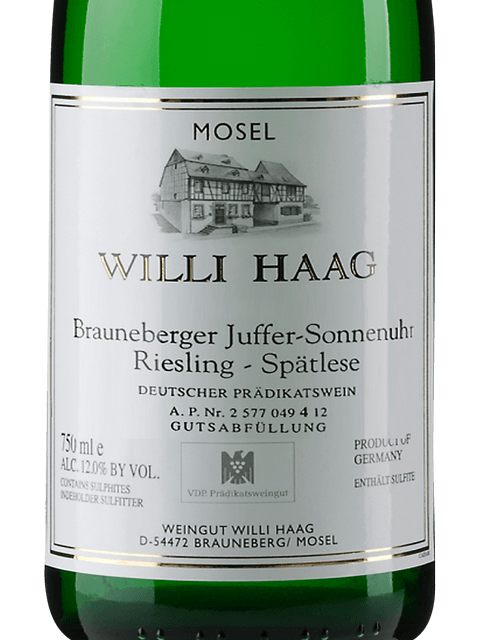 MOSEL
WILLI HAAG
Brauneberger Juffer-Sonnenuhr
Riesling - Spätlese
DEUTSCHER PRÄDIKATSWEIN
A. P. Nr. 2 577 049 4 12
GUTSABFÜLLUNG
750 ml e
ALC. 12.0% BY VOL.
CONTAINS SULPHITES
INDEHOLDER SULFITTER
VDP. Prädikatsweingut
PRODUCT OF
GERMANY
ENTHÄLT SULFITE
WEINGUT WILLI HAAG
D-54472 BRAUNEBERG/ MOSEL